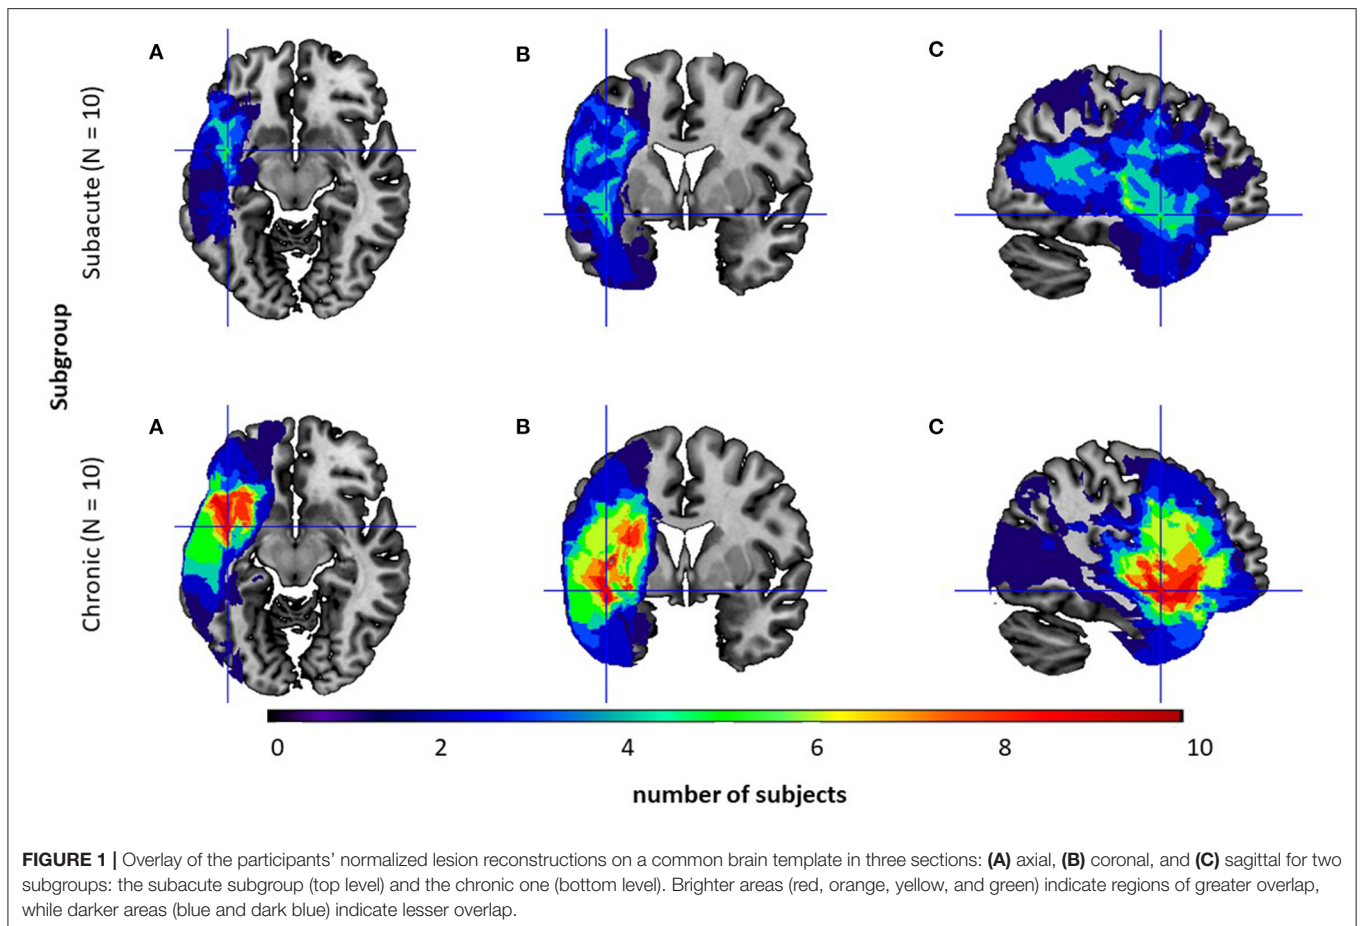 A
B
C
Subacute (N = 10)
Subgroup
A
B
C
Chronic (N = 10)
0 2 4 6 8 10
number of subjects
FIGURE 1 | Overlay of the participants’ normalized lesion reconstructions on a common brain template in three sections: (A) axial, (B) coronal, and (C) sagittal for two
subgroups: the subacute subgroup (top level) and the chronic one (bottom level). Brighter areas (red, orange, yellow, and green) indicate regions of greater overlap,
while darker areas (blue and dark blue) indicate lesser overlap.